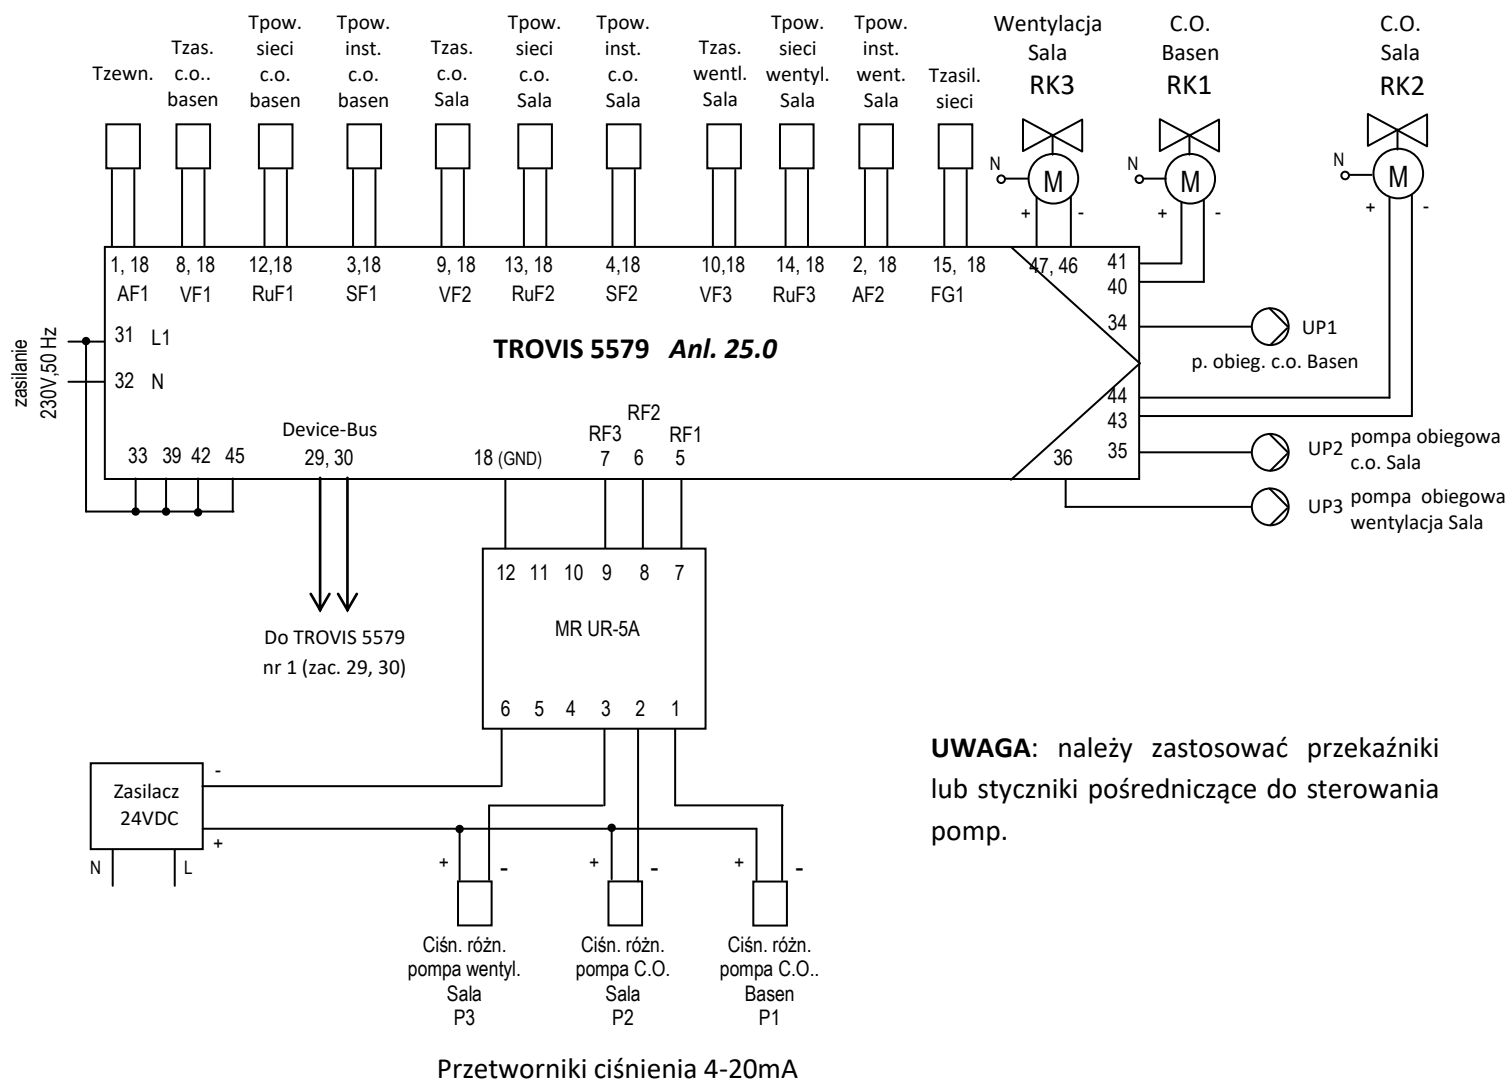 Tzewn.
Tzas.
c.o..
basen
Tpow.
sieci
c.o.
basen
Tpow.
inst.
c.o.
basen
Tzas.
c.o.
Sala
Tpow.
sieci
c.o.
Sala
Tpow.
inst.
c.o.
Sala
Tzas.
wentl.
Sala
Tpow.
sieci
wentyl.
Sala
Tpow.
inst.
went.
Sala
Tzasil.
sieci
Wentylacja
Sala
RK3
C.O.
Basen
RK1
C.O.
Sala
RK2
N
M
+
-
N
M
+
-
N
M
+
-
1, 18
AF1
8, 18
VF1
12,18
RuF1
3,18
SF1
9, 18
VF2
13, 18
RuF2
4,18
SF2
10,18
VF3
14, 18
RuF3
2, 18
AF2
15, 18
FG1
47, 46
41
40
34
UP1
p. obieg. c.o. Basen
zasilanie
230V,50 Hz
31 L1
32 N
TROVIS 5579 Anl. 25.0
44
43
35
36
UP2 pompa obiegowa
c.o. Sala
UP3 pompa obiegowa
wentylacja Sala
33 39 42 45
Device-Bus
29, 30
18 (GND)
RF3
7
RF2
6
RF1
5
12 11 10 9 8 7
MR UR-5A
6 5 4 3 2 1
Do TROVIS 5579
nr 1 (zac. 29, 30)
Zasilacz
24VDC
-
+
N
L
UWAGA: należy zastosować przekaźniki
lub styczniki pośredniczące do sterowania
pomp.
+ -
+ -
+ -
Ciśn. różn.
pompa wentyl.
Sala
P3
Ciśn. różn.
pompa C.O.
Sala
P2
Ciśn. różn.
pompa C.O..
Basen
P1
Przetworniki ciśnienia 4-20mA